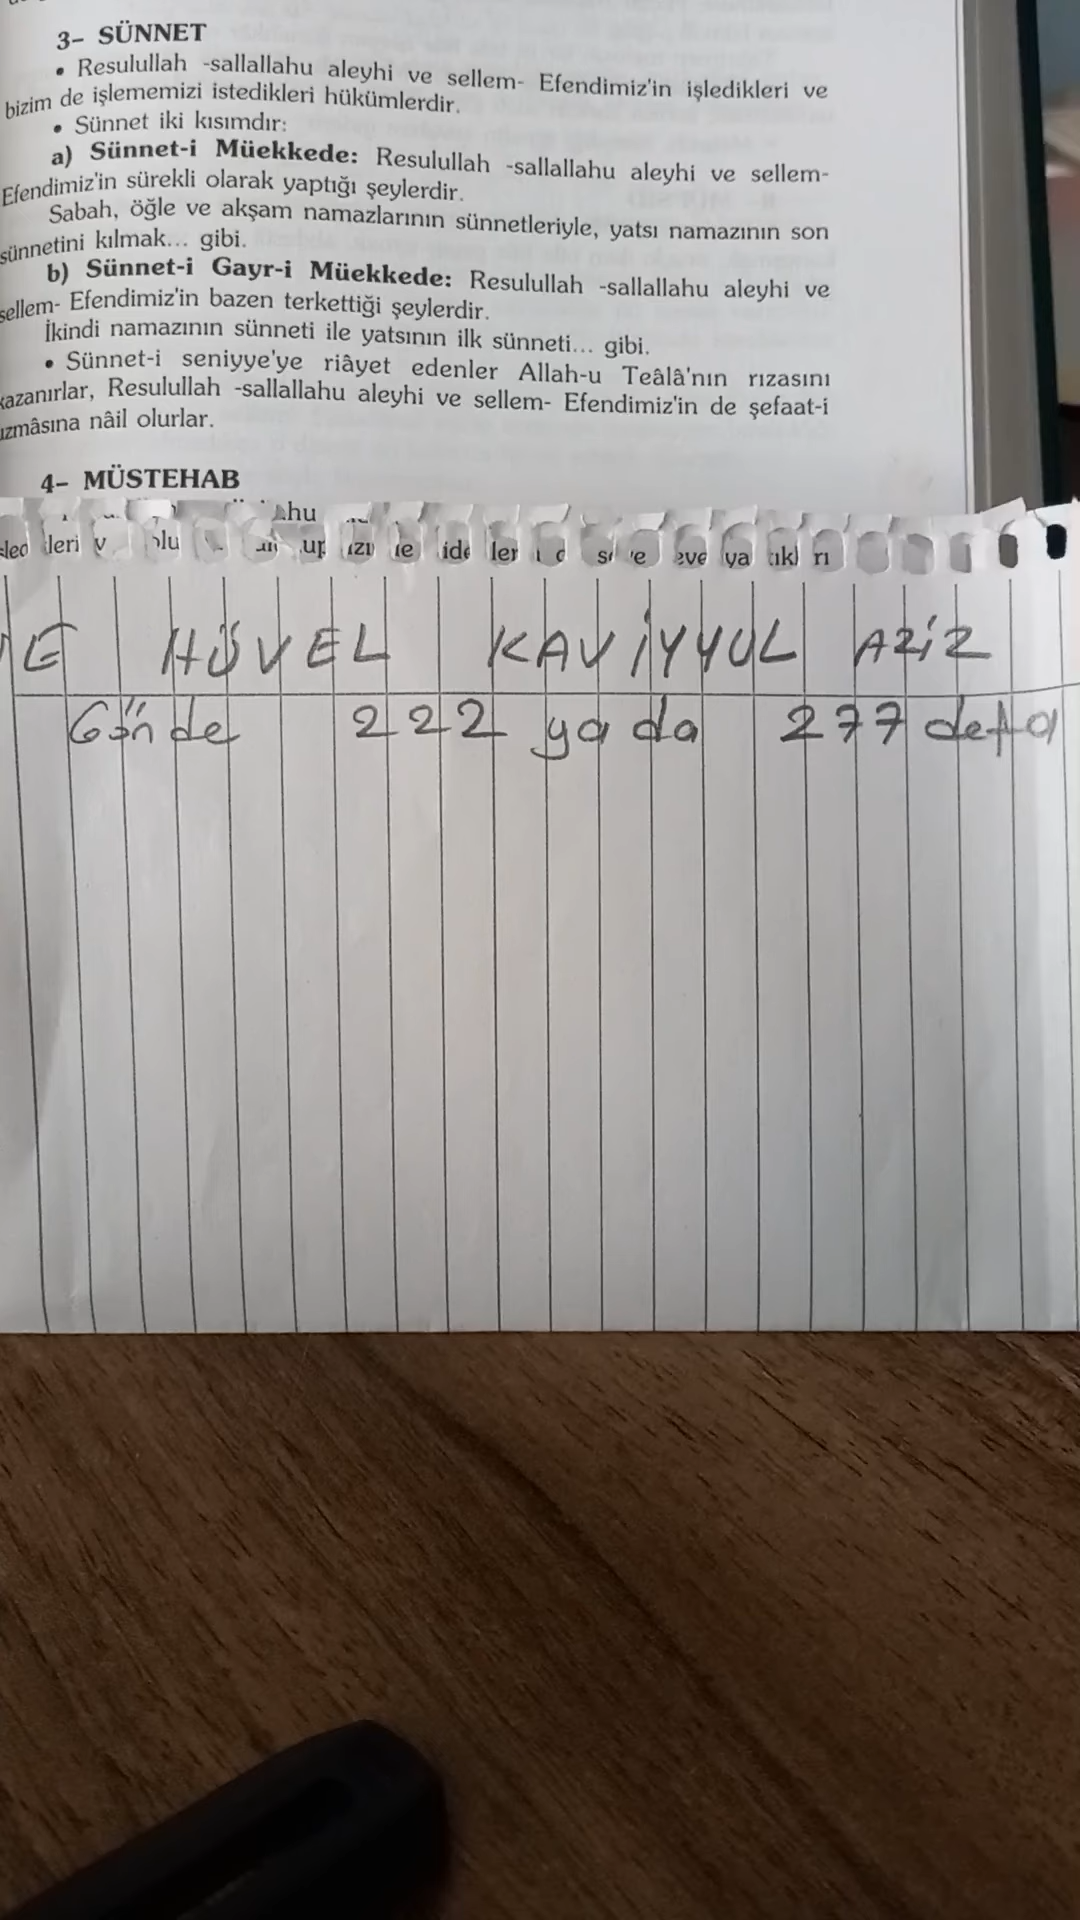 3- SÜNNET
• Resulullah -sallallahu aleyhi ve sellem- Efendimiz'in işledikleri ve
bizim de işlememizi istedikleri hükümlerdir.
• Sünnet iki kısımdır:
a) Sünnet-i Müekkede: Resulullah -sallallahu aleyhi ve sellem-
Efendimiz'in sürekli olarak yaptığı şeylerdir.
Sabah, öğle ve akşam namazlarının sünnetleriyle, yatsı namazının son
sünnetini kılmak... gibi.
b) Sünnet-i Gayr-i Müekkede: Resulullah -sallallahu aleyhi ve
sellem- Efendimiz'in bazen terkettiği şeylerdir.
İkindi namazının sünneti ile yatsının ilk sünneti... gibi.
• Sünnet-i seniyye'ye riâyet edenler Allah-u Teâlâ'nın rızasını
kazanırlar, Resulullah -sallallahu aleyhi ve sellem- Efendimiz'in de şefaat-i
uzmâsına nâil olurlar.
4- MÜSTEHAB
HÜVEL KAVİYYUL AZİZ
Günde 222 ya da 277 defa